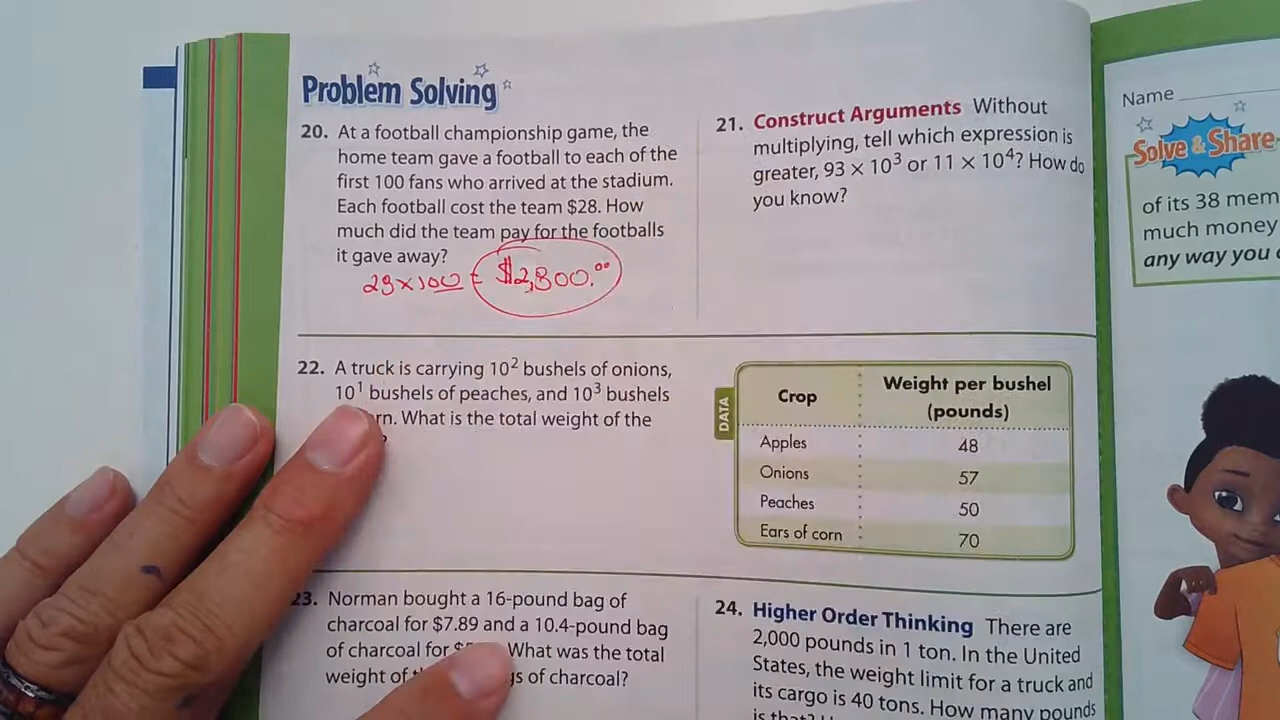 Problem Solving
20. At a football championship game, the
home team gave a football to each of the
first 100 fans who arrived at the stadium.
Each football cost the team $28. How
much did the team pay for the footballs
it gave away?
28 × 100 = $2,800.00
21. Construct Arguments Without
multiplying, tell which expression is
greater, 93 × 10³ or 11 × 10⁴? How do
you know?
22. A truck is carrying 10² bushels of onions,
10¹ bushels of peaches, and 10³ bushels
What is the total weight of the
DATA
Crop Weight per bushel
(pounds)
Apples 48
Onions 57
Peaches 50
Ears of corn 70
23. Norman bought a 16-pound bag of
charcoal for $7.89 and a 10.4-pound bag
of charcoal for What was the total
weight of of charcoal?
24. Higher Order Thinking There are
2,000 pounds in 1 ton. In the United
States, the weight limit for a truck and
its cargo is 40 tons. How many pounds
is that?
Name
Solve & Share
of its 38 mem
much money
any way you